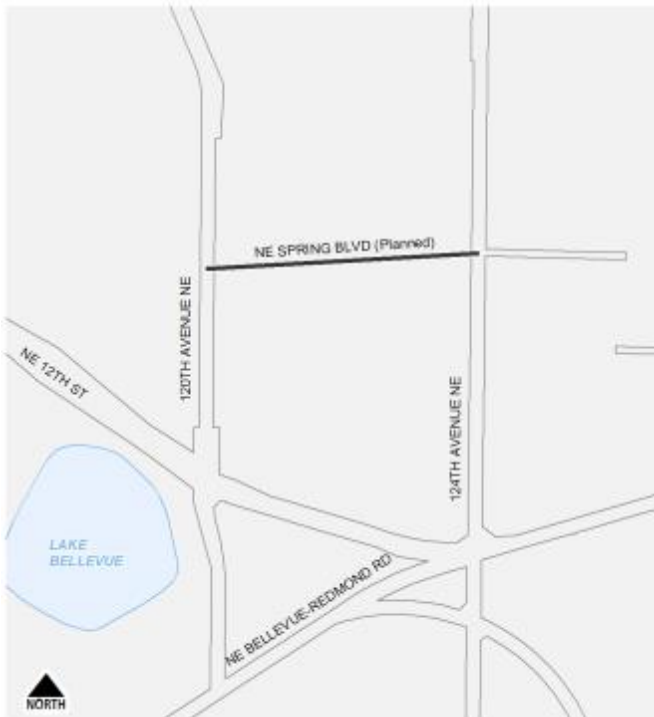 NE SPRING BLVD (Planned)
120TH AVENUE NE
NE 12TH ST
124TH AVENUE NE
LAKE
BELLEVUE
NE BELLEVUE-REDMOND RD
NORTH